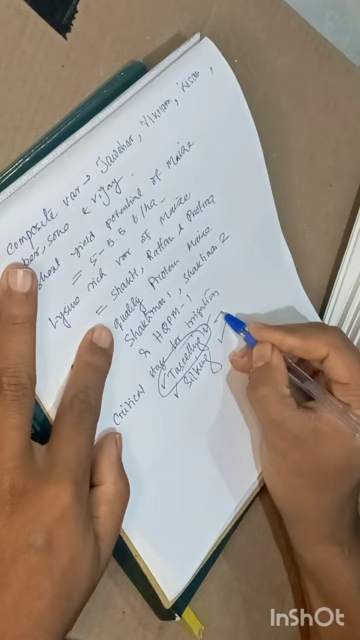 Composite var → Jawahar, Vikram, Kisan,
sona & vijay.
yield potential of Maize
= 5 - 5.5 t/ha
Lysine rich var of Maize
= Shakti, Rattan & Protina
quality Protein Maize
Shaktiman 1, Shaktiman 2
& HQPM-1
Critical stage for irrigation
✓ Tasselling
✓ Silking
InShOt